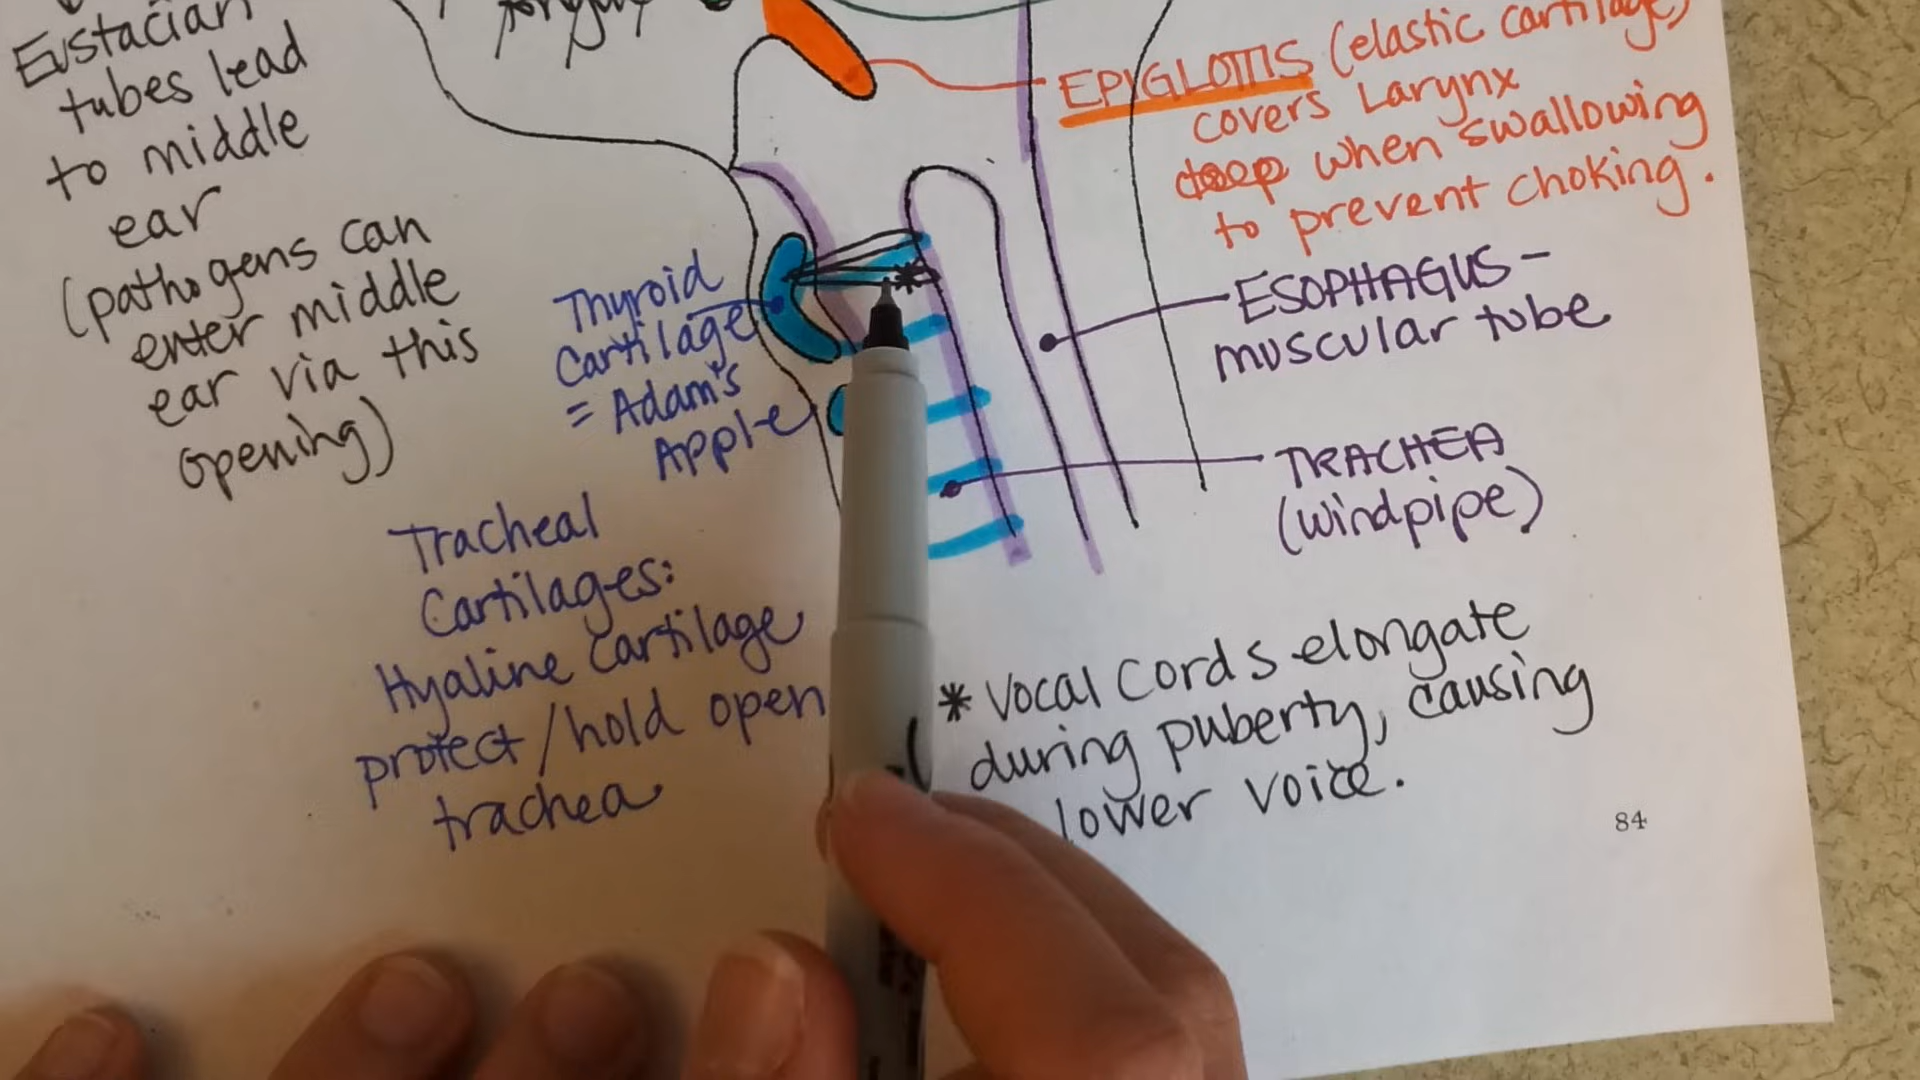 Eustacian
tubes lead
to middle
ear
(pathogens can
enter middle
ear via this
opening)
EPIGLOTTIS (elastic cartilage)
covers Larynx
when swallowing
to prevent choking.
Thyroid
Cartilage
= Adam's
Apple
ESOPHAGUS -
muscular tube
TRACHEA
(windpipe)
Tracheal
Cartilages:
Hyaline Cartilage
protect/hold open
trachea
* Vocal Cords elongate
during puberty, causing
lower voice.
84